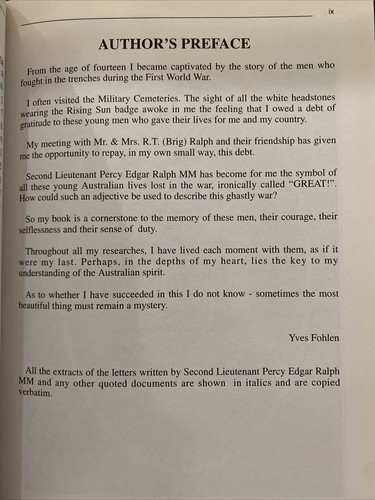 ix
AUTHOR'S PREFACE
From the age of fourteen I became captivated by the story of the men who
fought in the trenches during the First World War.
I often visited the Military Cemeteries. The sight of all the white headstones
wearing the Rising Sun badge awoke in me the feeling that I owed a debt of
gratitude to these young men who gave their lives for me and my country.
My meeting with Mr. & Mrs. R.T. (Brig) Ralph and their friendship has given
me the opportunity to repay, in my own small way, this debt.
Second Lieutenant Percy Edgar Ralph MM has become for me the symbol of
all these young Australian lives lost in the war, ironically called "GREAT!".
How could such an adjective be used to describe this ghastly war?
So my book is a cornerstone to the memory of these men, their courage, their
selflessness and their sense of duty.
Throughout all my researches, I have lived each moment with them, as if it
were my last. Perhaps, in the depths of my heart, lies the key to my
understanding of the Australian spirit.
As to whether I have succeeded in this I do not know - sometimes the most
beautiful thing must remain a mystery.
Yves Fohlen
All the extracts of the letters written by Second Lieutenant Percy Edgar Ralph
MM and any other quoted documents are shown in italics and are copied
verbatim.